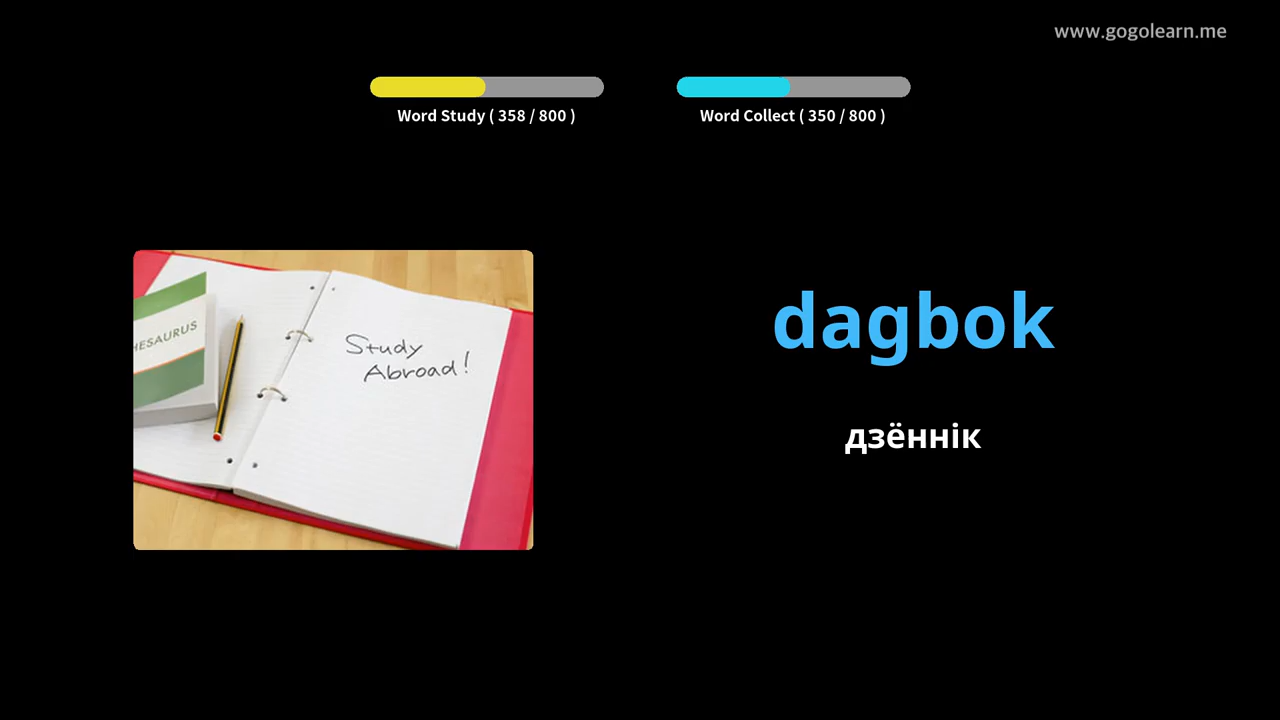 www.gogolearn.me
Word Study ( 358 / 800 )
Word Collect ( 350 / 800 )
HESAURUS
Study
Abroad!
dagbok
дзённік